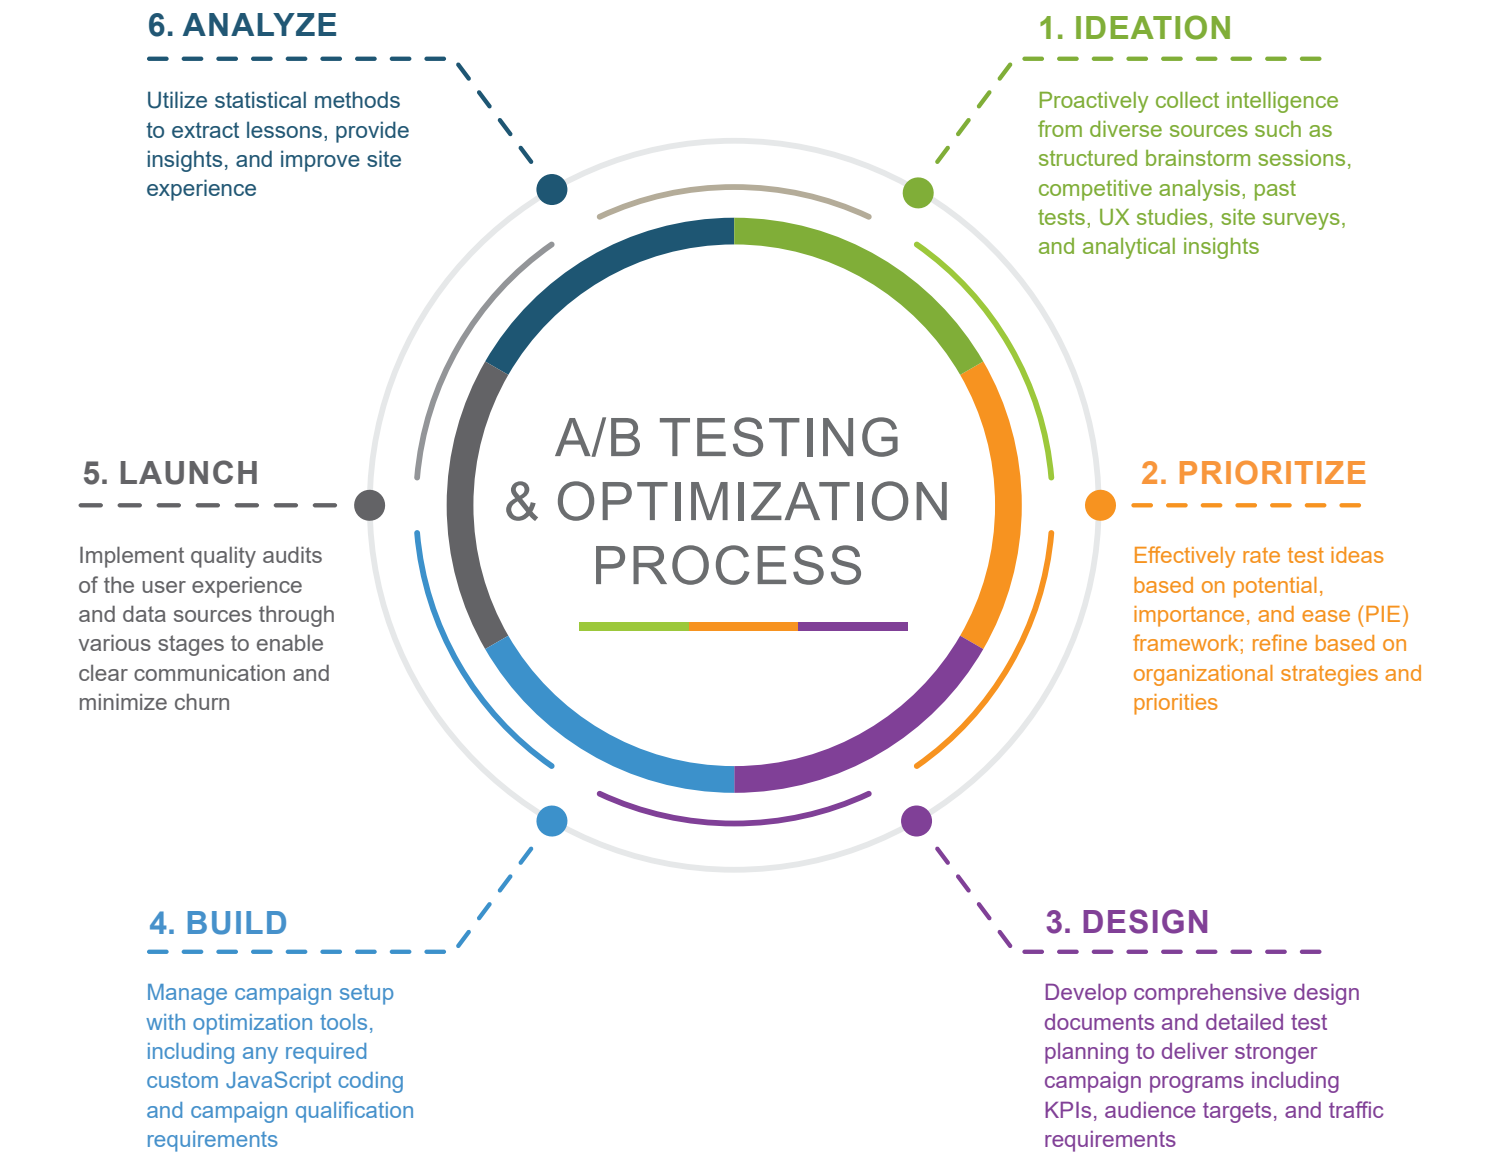 A/B TESTING
& OPTIMIZATION
PROCESS
1. IDEATION
Proactively collect intelligence
from diverse sources such as
structured brainstorm sessions,
competitive analysis, past
tests, UX studies, site surveys,
and analytical insights
2. PRIORITIZE
Effectively rate test ideas
based on potential,
importance, and ease (PIE)
framework; refine based on
organizational strategies and
priorities
3. DESIGN
Develop comprehensive design
documents and detailed test
planning to deliver stronger
campaign programs including
KPIs, audience targets, and traffic
requirements
4. BUILD
Manage campaign setup
with optimization tools,
including any required
custom JavaScript coding
and campaign qualification
requirements
5. LAUNCH
Implement quality audits
of the user experience
and data sources through
various stages to enable
clear communication and
minimize churn
6. ANALYZE
Utilize statistical methods
to extract lessons, provide
insights, and improve site
experience